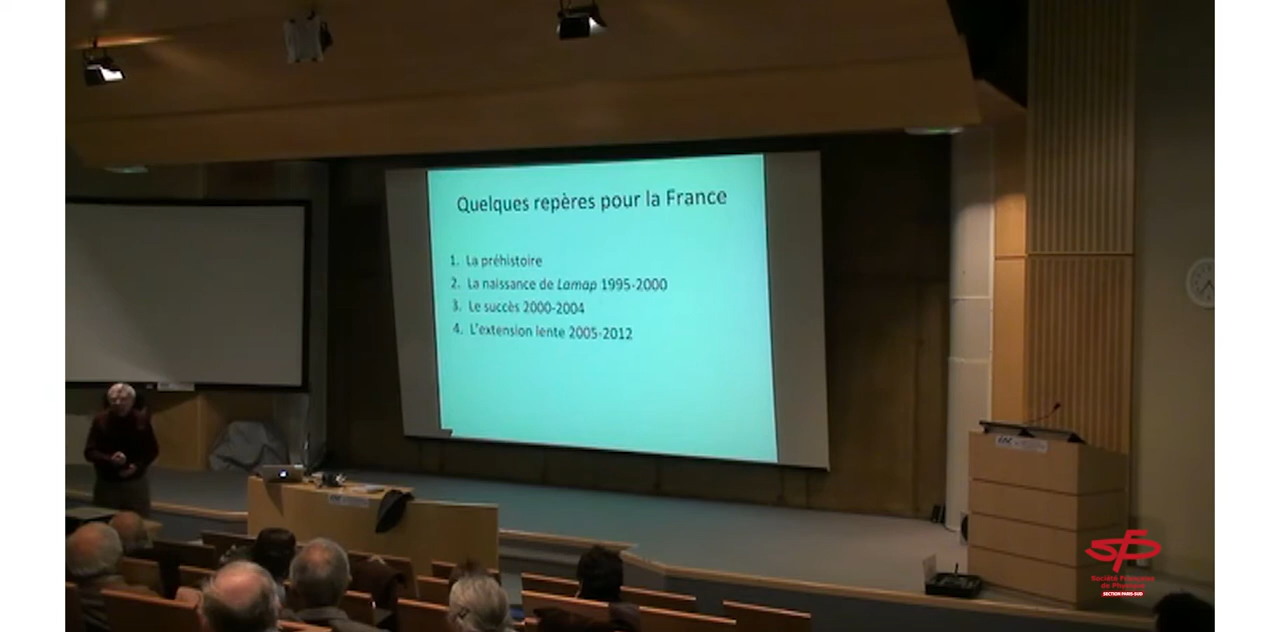 Quelques repères pour la France
1. La préhistoire
2. La naissance de Lamap 1995-2000
3. Le succès 2000-2004
4. L'extension lente 2005-2012
Société Française
de Physique
SECTION PARIS-SUD